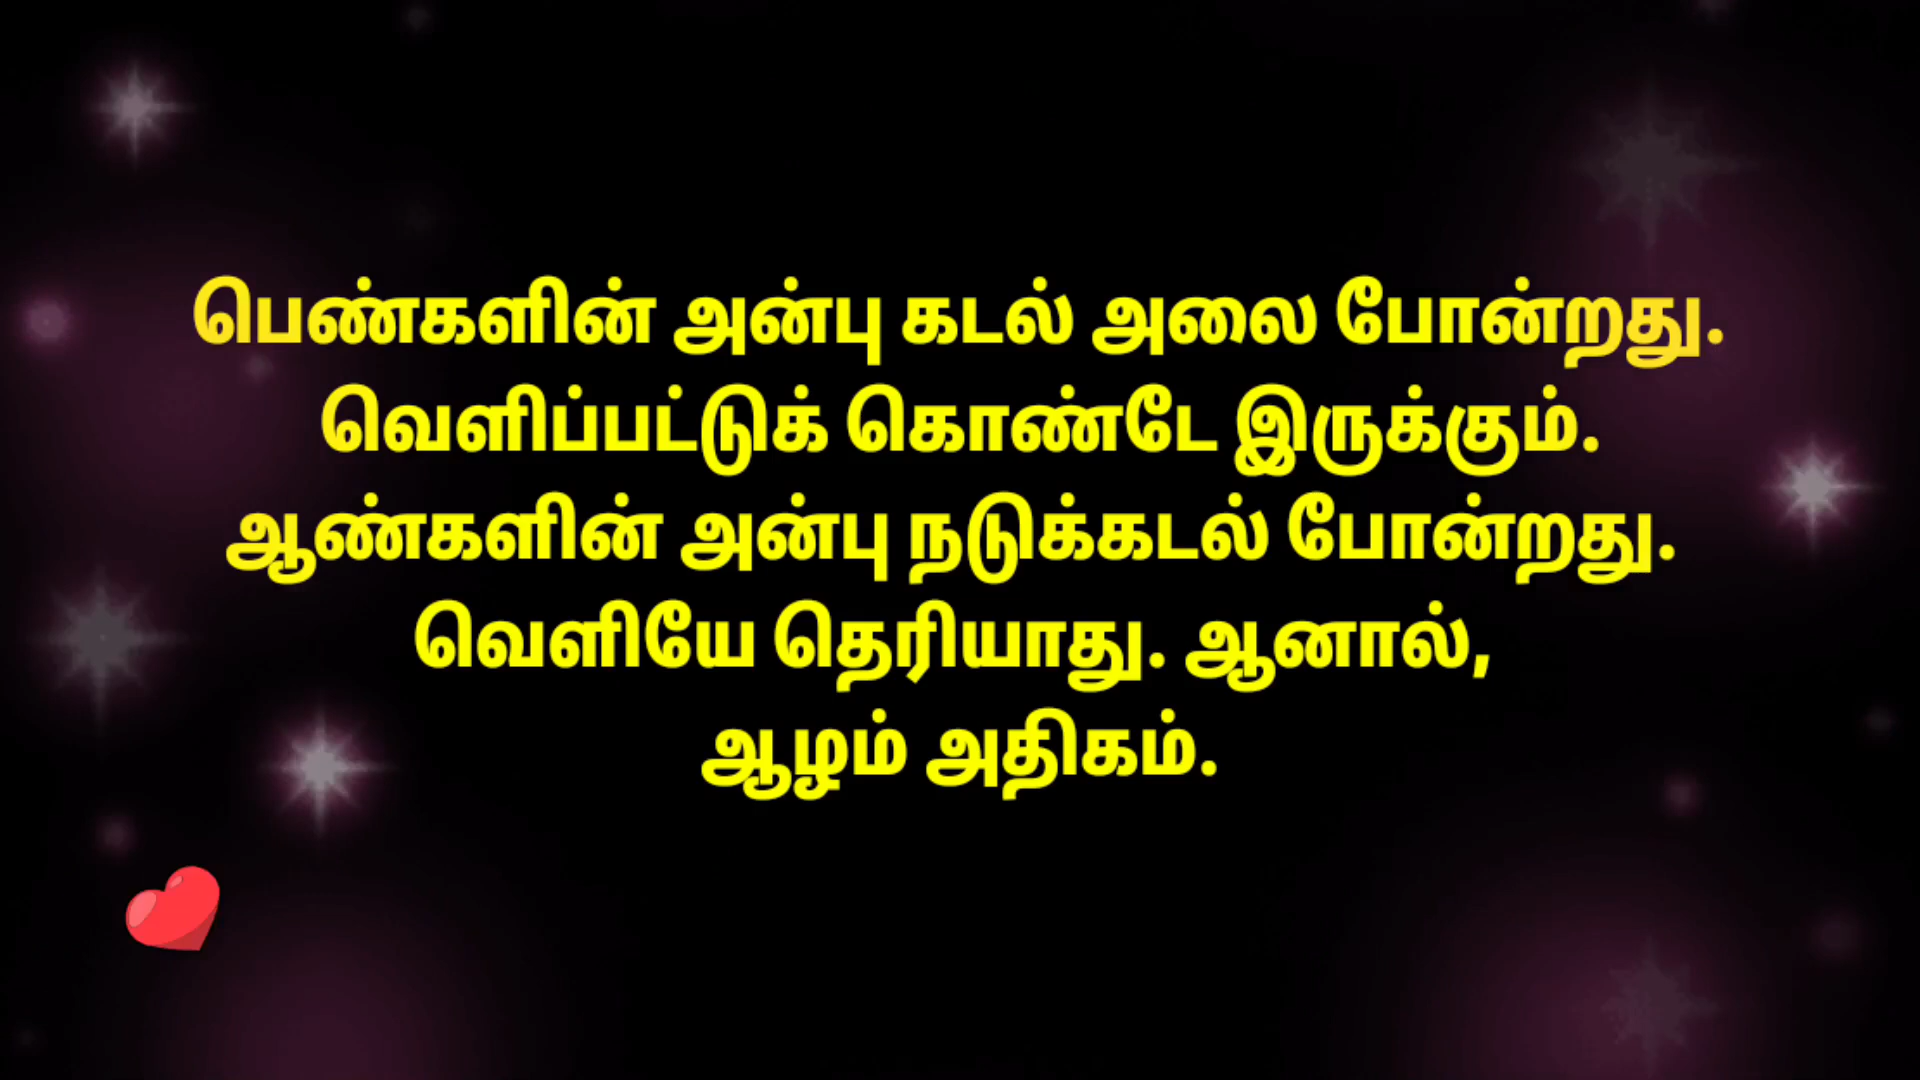 பெண்களின் அன்பு கடல் அலை போன்றது.
வெளிப்பட்டுக் கொண்டே இருக்கும்.
ஆண்களின் அன்பு நடுக்கடல் போன்றது.
வெளியே தெரியாது. ஆனால்,
ஆழம் அதிகம்.